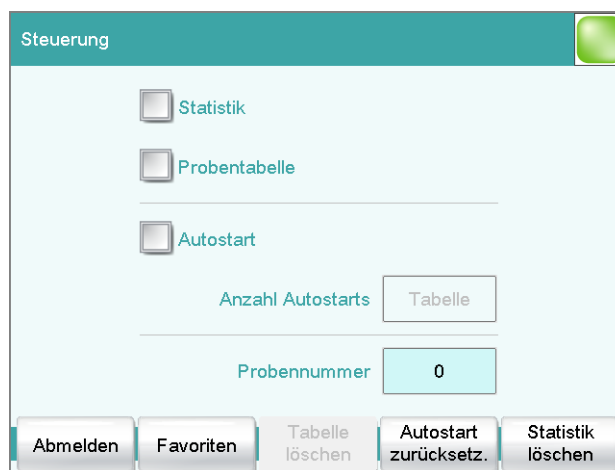 Steuerung
Statistik
Probentabelle
Autostart
Anzahl Autostarts Tabelle
Probennummer 0
Abmelden Favoriten Tabelle löschen Autostart zurücksetz. Statistik löschen